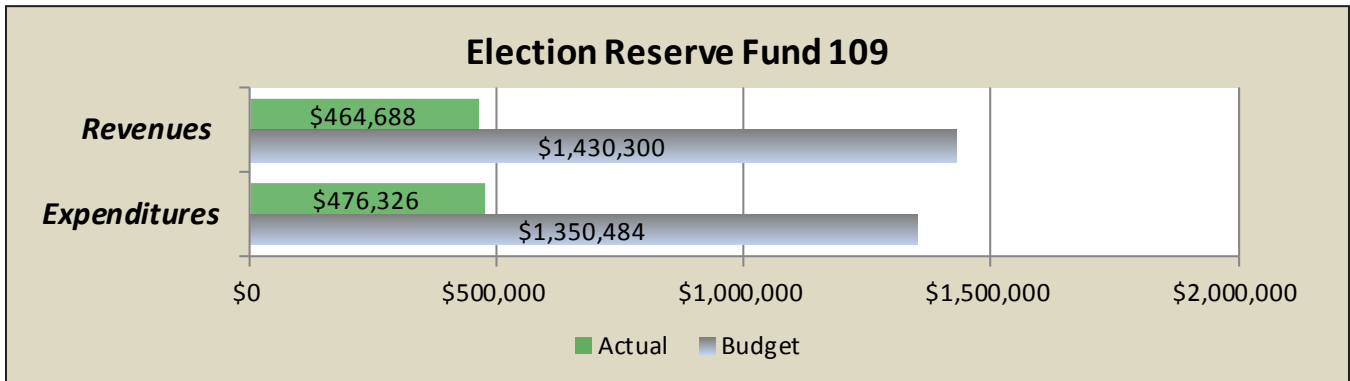 Election Reserve Fund 109
Revenues
$464,688
$1,430,300
Expenditures
$476,326
$1,350,484
$0 $500,000 $1,000,000 $1,500,000 $2,000,000
Actual Budget